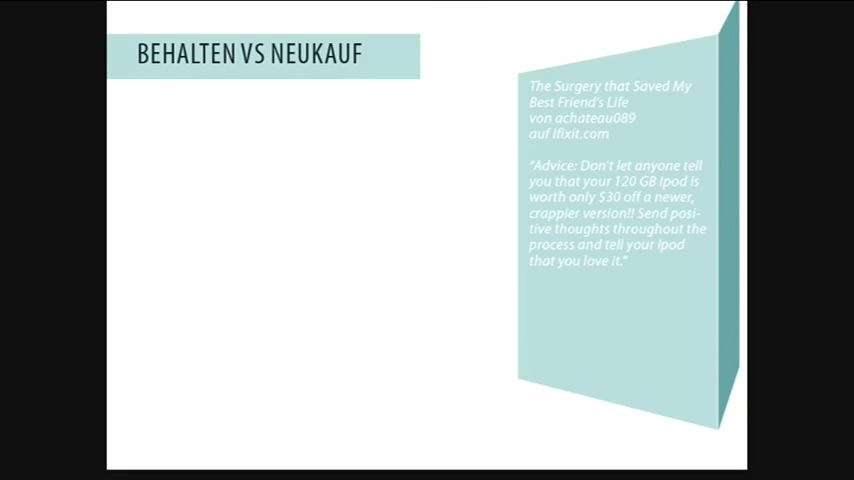 BEHALTEN VS NEUKAUF
The Surgery that Saved My
Best Friend's Life
von achateau089
auf Ifixit.com
"Advice: Don't let anyone tell
you that your 120 GB Ipod is
worth only $30 off a newer,
crappier version!! Send posi-
tive thoughts throughout the
process and tell your Ipod
that you love it."